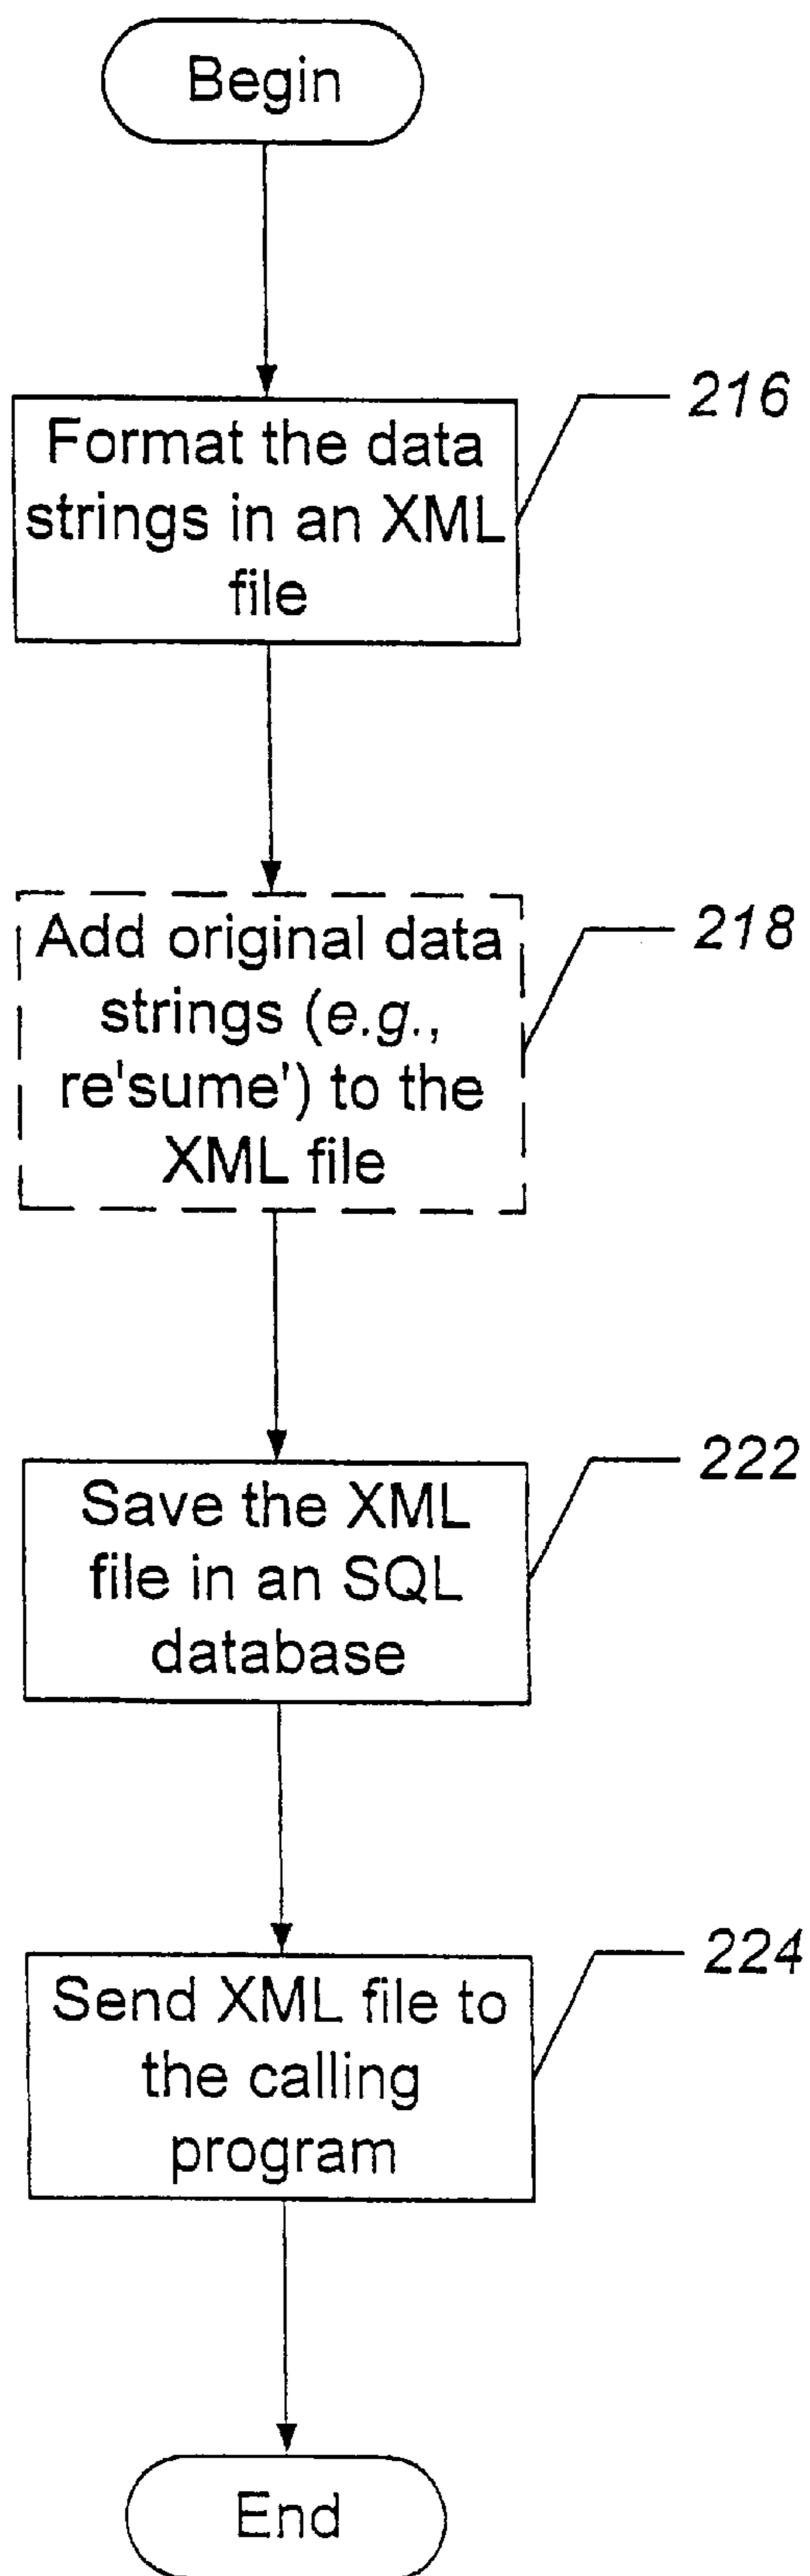 Begin
216
Format the data
strings in an XML
file
218
Add original data
strings (e.g.,
re'sume') to the
XML file
222
Save the XML
file in an SQL
database
224
Send XML file to
the calling
program
End